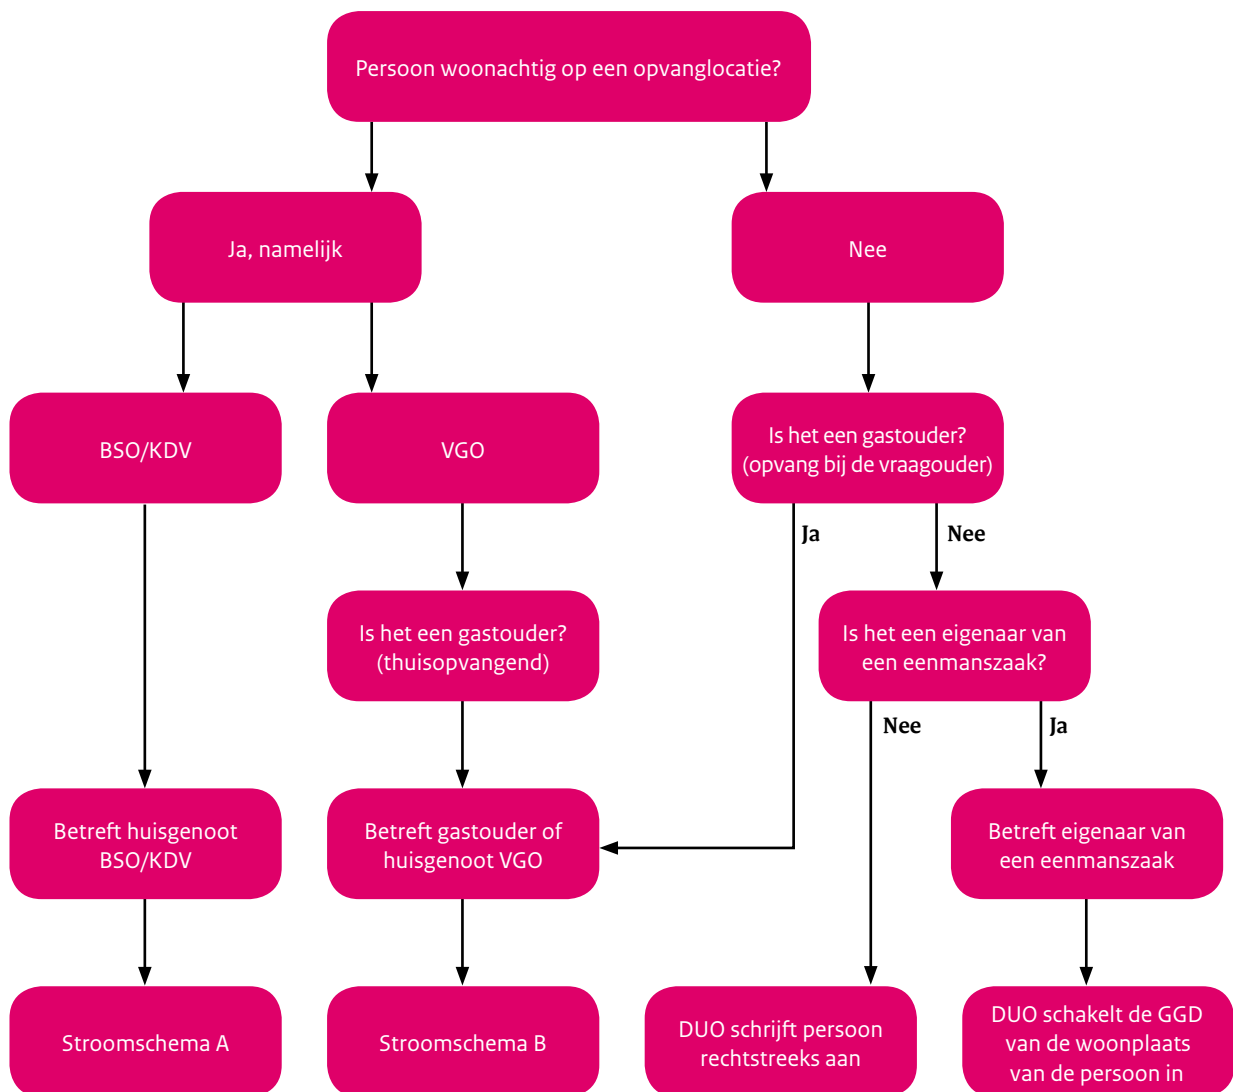 Persoon woonachtig op een opvanglocatie?
Ja, namelijk
Nee
BSO/KDV
VGO
Is het een gastouder?
(opvang bij de vraagouder)
Ja
Nee
Is het een gastouder?
(thuisopvangend)
Is het een eigenaar van
een eenmanszaak?
Nee
Ja
Betreft huisgenoot
BSO/KDV
Betreft gastouder of
huisgenoot VGO
Betreft eigenaar van
een eenmanszaak
Stroomschema A
Stroomschema B
DUO schrijft persoon
rechtstreeks aan
DUO schakelt de GGD
van de woonplaats
van de persoon in